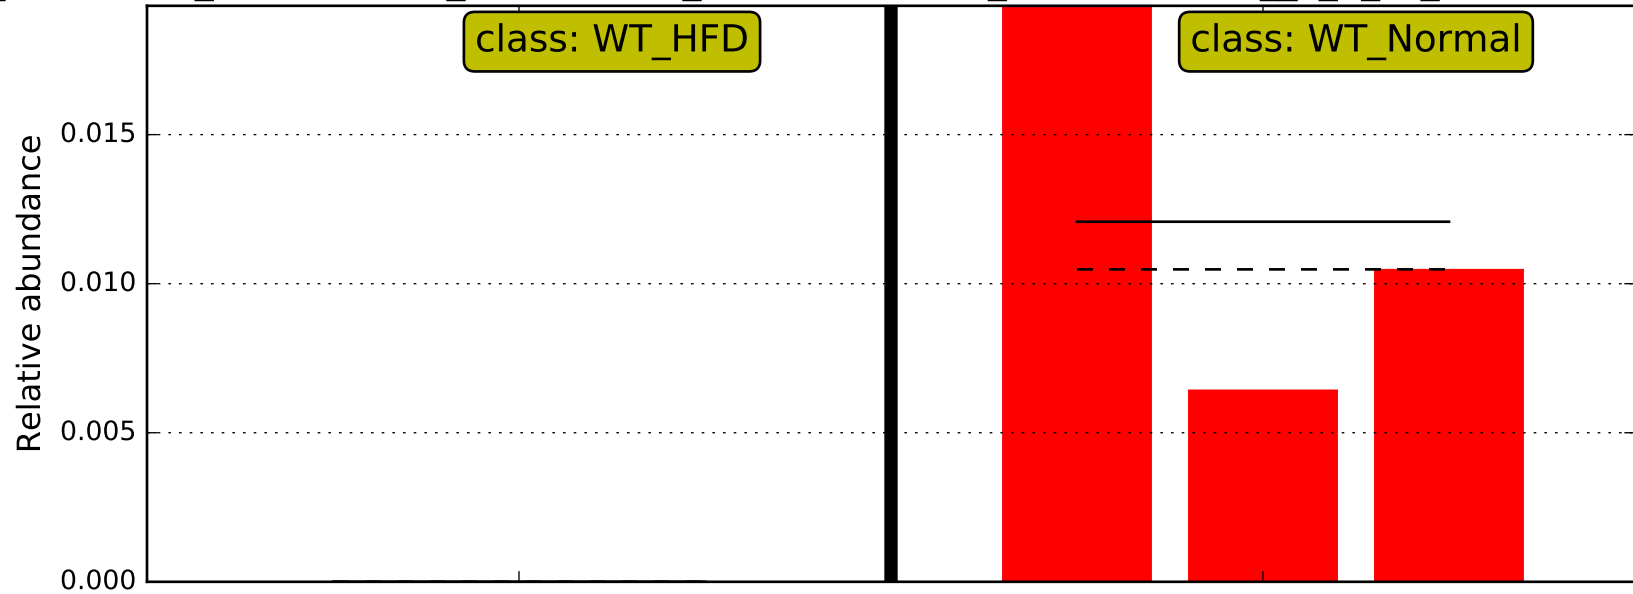 class: WT_HFD
class: WT_Normal
Relative abundance
0.015
0.010
0.005
0.000